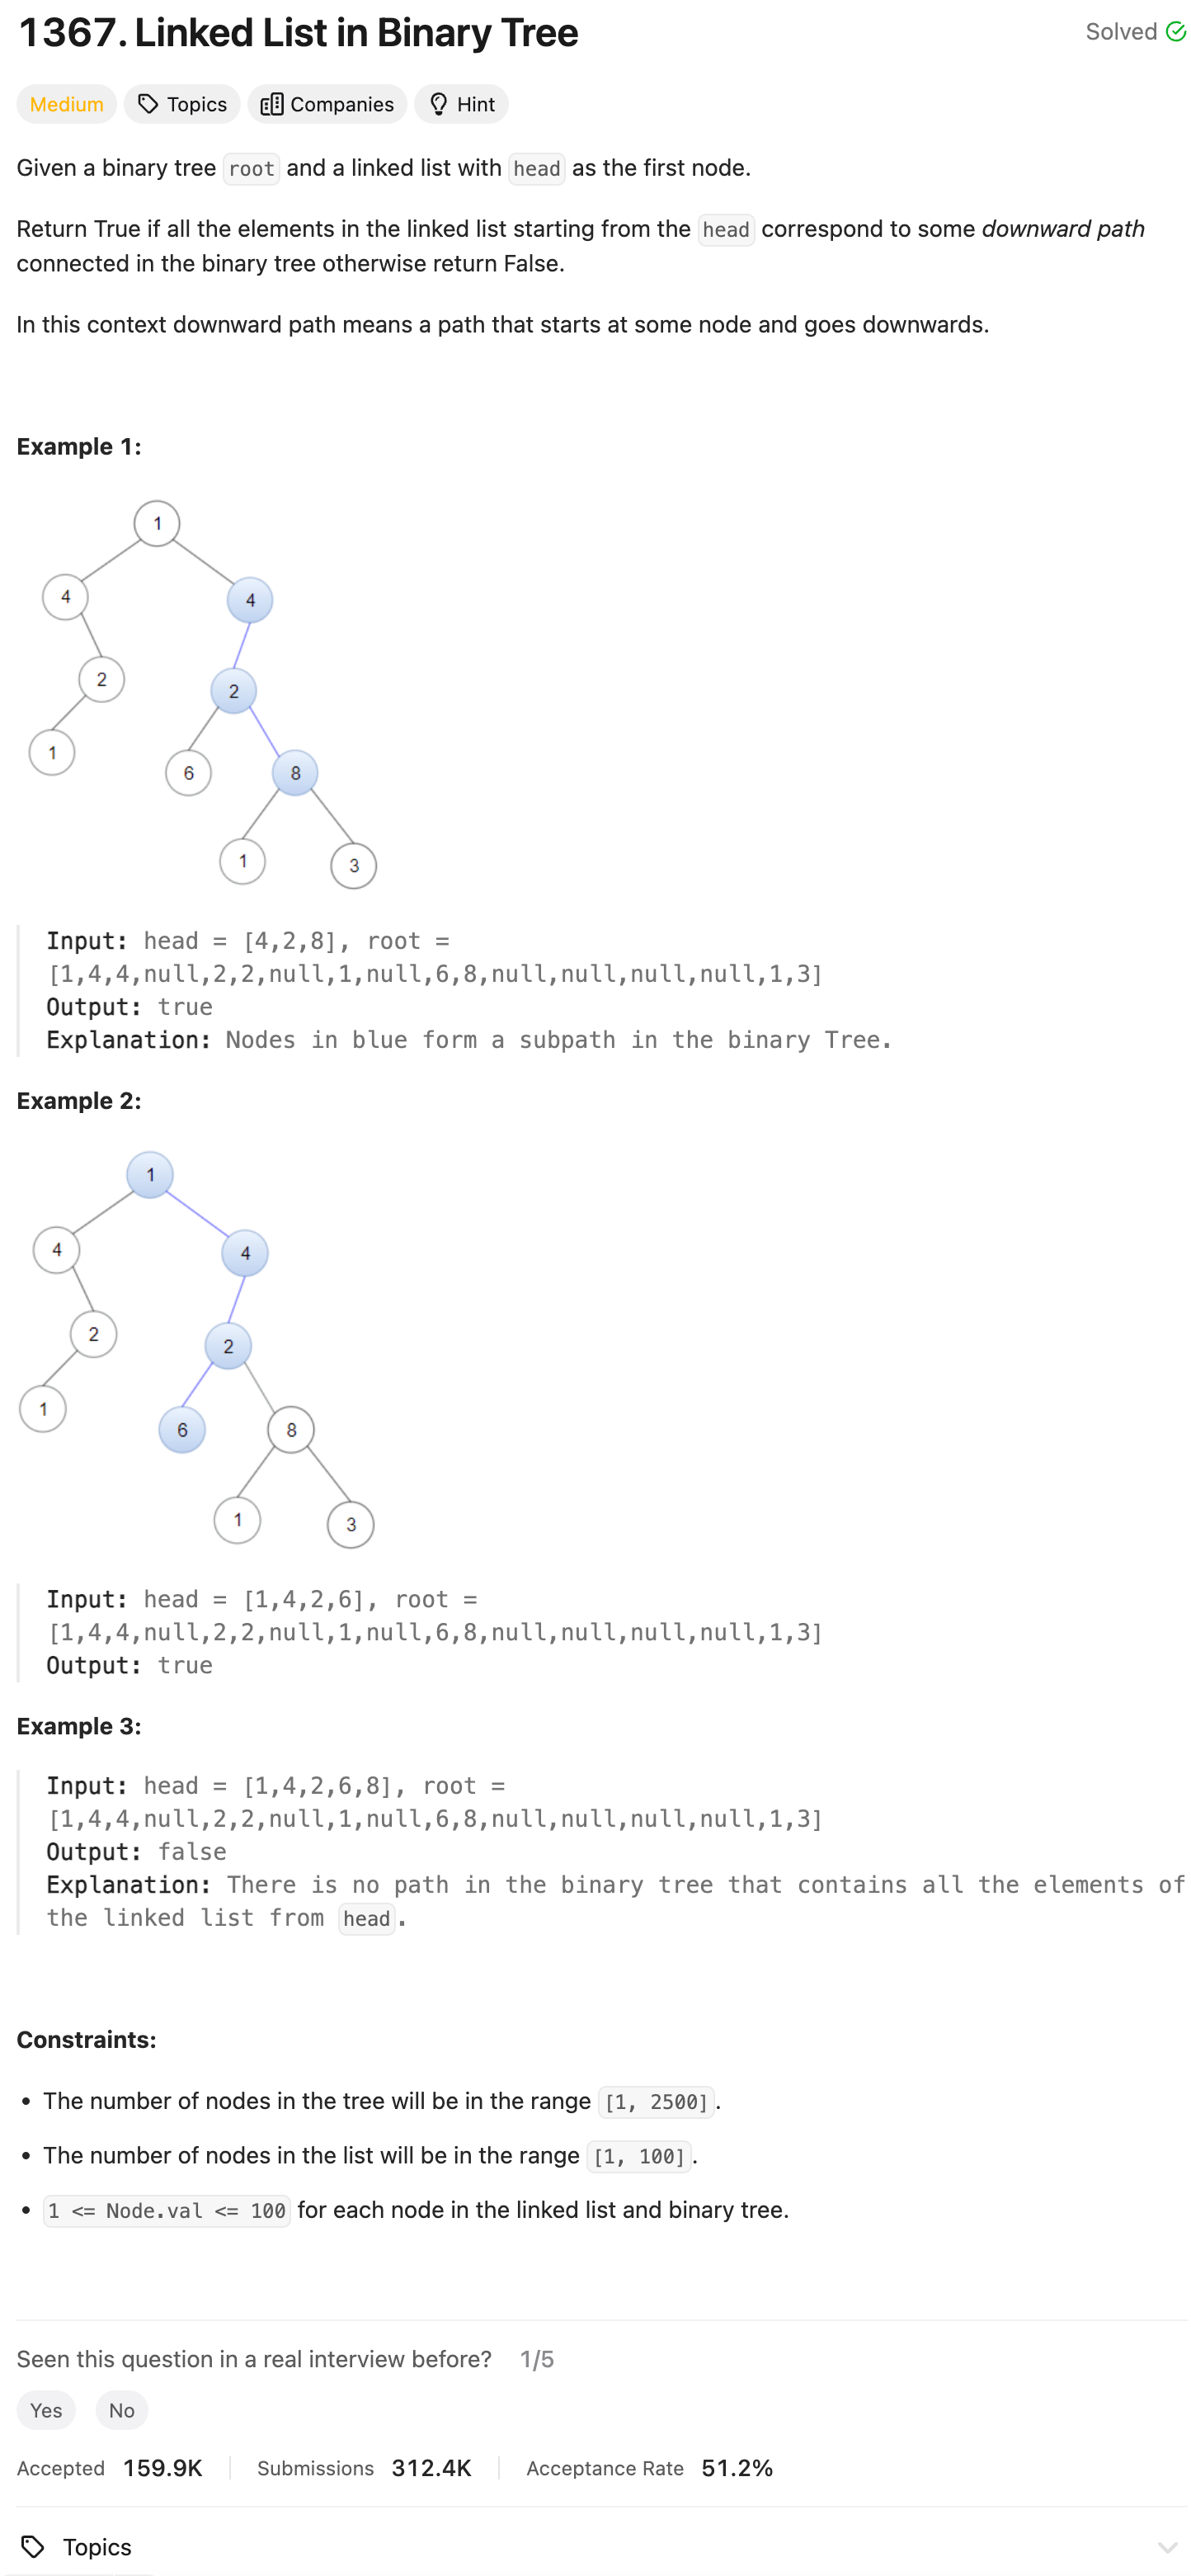 1367. Linked List in Binary Tree
Solved
Medium
Topics
Companies
Hint
Given a binary tree root and a linked list with head as the first node.
Return True if all the elements in the linked list starting from the head correspond to some downward path
connected in the binary tree otherwise return False.
In this context downward path means a path that starts at some node and goes downwards.
Example 1:
1
4
4
2
2
1
6
8
1
3
Input: head = [4,2,8], root =
[1,4,4,null,2,2,null,1,null,6,8,null,null,null,null,1,3]
Output: true
Explanation: Nodes in blue form a subpath in the binary Tree.
Example 2:
1
4
4
2
2
1
6
8
1
3
Input: head = [1,4,2,6], root =
[1,4,4,null,2,2,null,1,null,6,8,null,null,null,null,1,3]
Output: true
Example 3:
Input: head = [1,4,2,6,8], root =
[1,4,4,null,2,2,null,1,null,6,8,null,null,null,null,1,3]
Output: false
Explanation: There is no path in the binary tree that contains all the elements of
the linked list from head.
Constraints:
• The number of nodes in the tree will be in the range [1, 2500].
• The number of nodes in the list will be in the range [1, 100].
• 1 <= Node.val <= 100 for each node in the linked list and binary tree.
Seen this question in a real interview before? 1/5
Yes
No
Accepted 159.9K
Submissions 312.4K
Acceptance Rate 51.2%
Topics